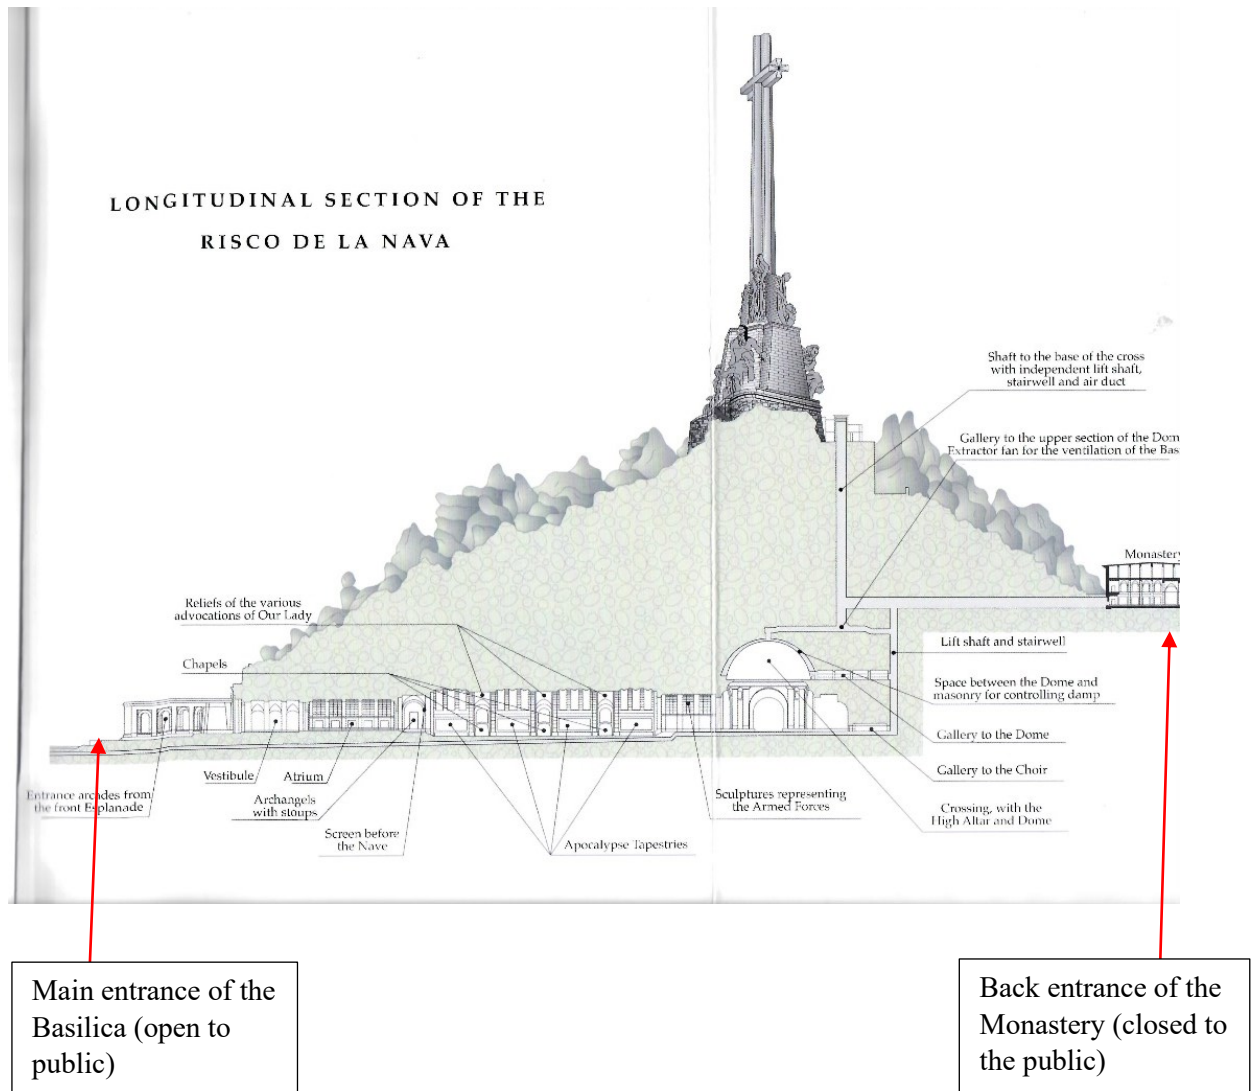 LONGITUDINAL SECTION OF THE
RISCO DE LA NAVA
Shaft to the base of the cross
with independent lift shaft,
stairwell and air duct
Gallery to the upper section of the Dom
Extractor fan for the ventilation of the Bas
Monastery
Reliefs of the various
advocations of Our Lady
Chapels
Lift shaft and stairwell
Space between the Dome and
masonry for controlling damp
Gallery to the Dome
Gallery to the Choir
Crossing, with the
High Altar and Dome
Entrance arcades from
the front Esplanade
Vestibule
Atrium
Archangels
with stoups
Screen before
the Nave
Apocalypse Tapestries
Sculptures representing
the Armed Forces
Main entrance of the
Basilica (open to
public)
Back entrance of the
Monastery (closed to
the public)